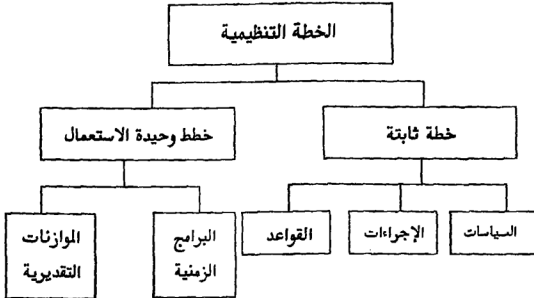 الخطة التنظيمية
خطة ثابتة
خطط وحيدة الاستعمال
السياسات
الإجراءات
القواعد
البرامج
الزمنية
الموازنات
التقديرية